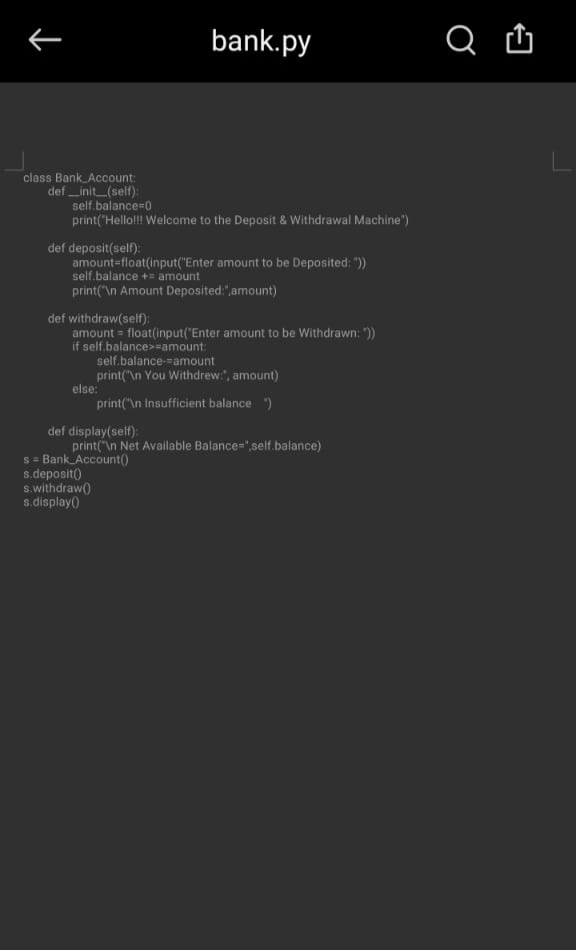 bank.py
class Bank_Account:
    def __init__(self):
        self.balance=0
        print("Hello!!! Welcome to the Deposit & Withdrawal Machine")

    def deposit(self):
        amount=float(input("Enter amount to be Deposited: "))
        self.balance += amount
        print("\n Amount Deposited:",amount)

    def withdraw(self):
        amount = float(input("Enter amount to be Withdrawn: "))
        if self.balance>=amount:
            self.balance-=amount
            print("\n You Withdrew:", amount)
        else:
            print("\n Insufficient balance   ")

    def display(self):
        print("\n Net Available Balance=",self.balance)
s = Bank_Account()
s.deposit()
s.withdraw()
s.display()